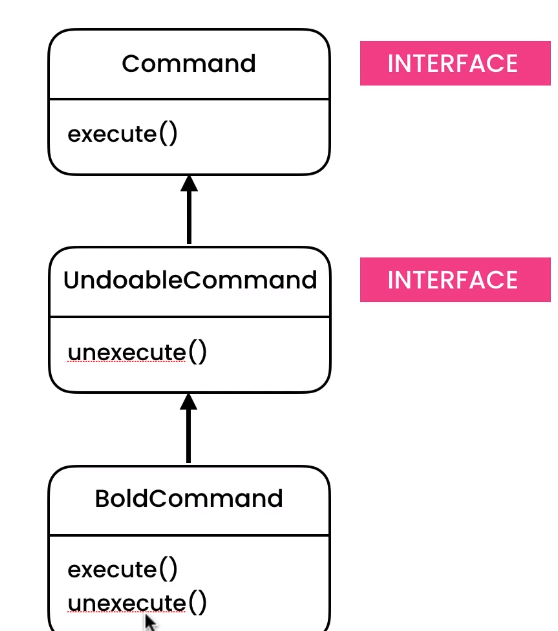 Command
INTERFACE
execute()
UndoableCommand
INTERFACE
unexecute()
BoldCommand
execute()
unexecute()